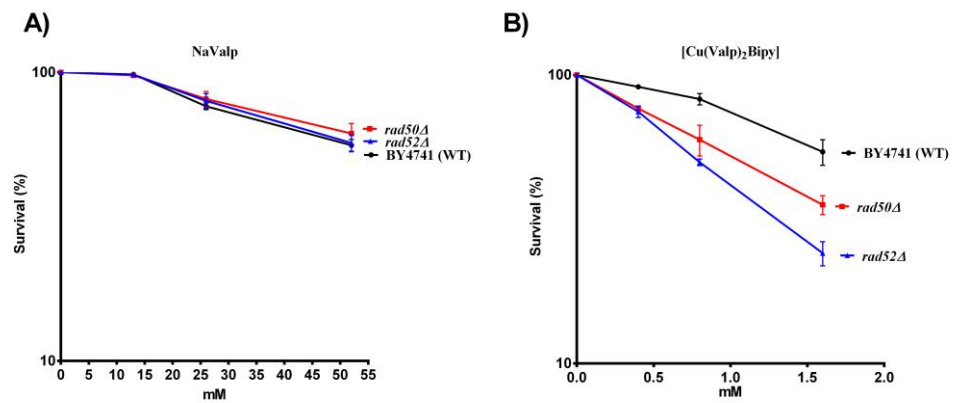 A)
NaValp
100
10
Survival (%)
0 5 10 15 20 25 30 35 40 45 50 55
mM
rad50Δ
rad52Δ
BY4741 (WT)
B)
[Cu(Valp)₂Bipy]
100
10
Survival (%)
0.0 0.5 1.0 1.5 2.0
mM
BY4741 (WT)
rad50Δ
rad52Δ